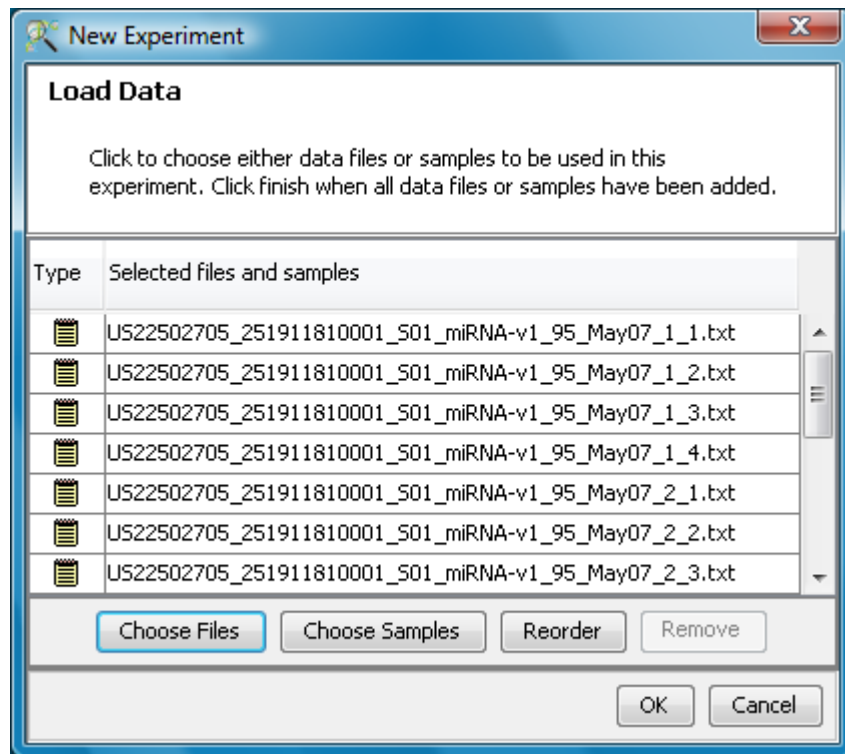 New Experiment
Load Data
Click to choose either data files or samples to be used in this
experiment. Click finish when all data files or samples have been added.
Type Selected files and samples
US22502705_251911810001_S01_miRNA-v1_95_May07_1_1.txt
US22502705_251911810001_S01_miRNA-v1_95_May07_1_2.txt
US22502705_251911810001_S01_miRNA-v1_95_May07_1_3.txt
US22502705_251911810001_S01_miRNA-v1_95_May07_1_4.txt
US22502705_251911810001_S01_miRNA-v1_95_May07_2_1.txt
US22502705_251911810001_S01_miRNA-v1_95_May07_2_2.txt
US22502705_251911810001_S01_miRNA-v1_95_May07_2_3.txt
Choose Files Choose Samples Reorder Remove
OK Cancel